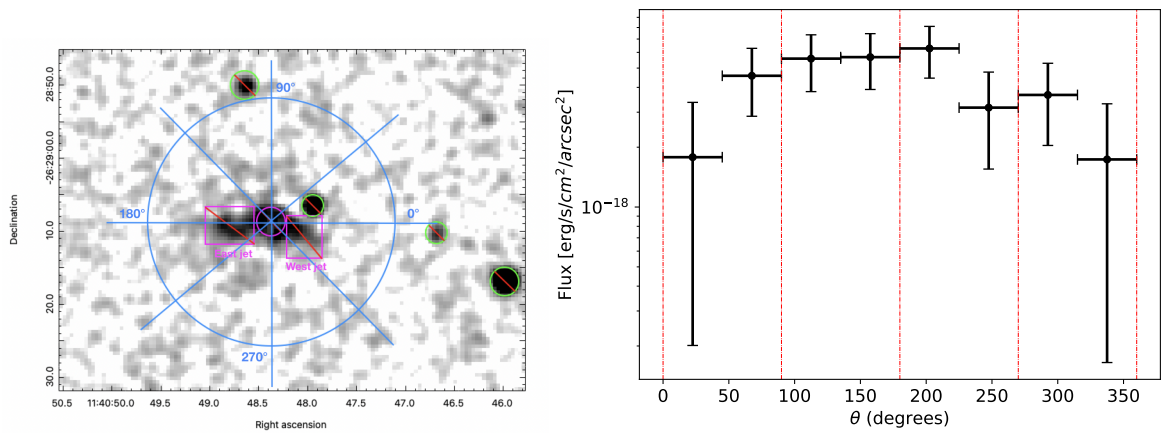 28:50.0
-26:29:00.0
10.0
20.0
30.0
Declination
90°
180°
0°
270°
East jet
West jet
50.5 11:40:50.0 49.5 49.0 48.5 48.0 47.5 47.0 46.5 46.0
Right ascension
Flux [erg/s/cm²/arcsec²]
10⁻¹⁸
0 50 100 150 200 250 300 350
θ (degrees)